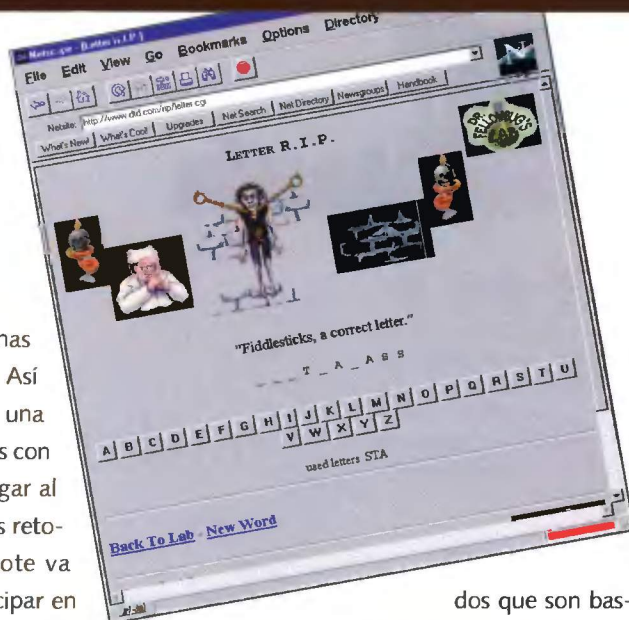 Netscape - [Letter R.I.P.]
File Edit View Go Bookmarks Options Directory
Netsite: http://www.dtd.com/rip/letter.cgi
What's New! What's Cool! Upgrades Net Search Net Directory Newsgroups Handbook
DR. FELLOWBUG'S LAB
LETTER R.I.P.
"Fiddlesticks, a correct letter."
_ _ _ T _ A _ A S S
A B C D E F G H I J K L M N O P Q R S T U
V W X Y Z
used letters STA
Back To Lab - New Word
nas
Así
una
s con
gar al
s reto-
ote va
cipar en
dos que son bas-